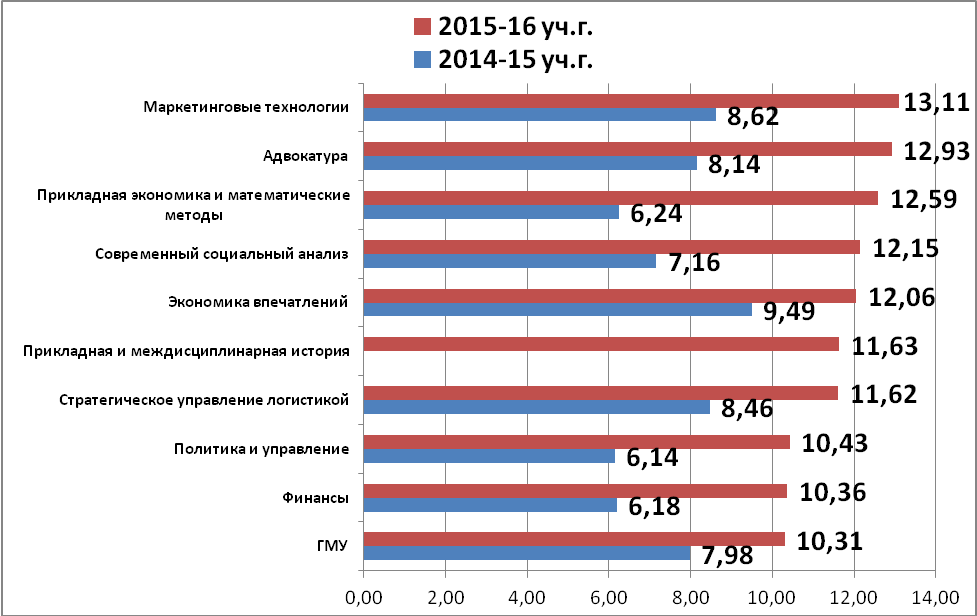 2015-16 уч.г.
2014-15 уч.г.
Маркетинговые технологии
13,11
8,62
Адвокатура
12,93
8,14
Прикладная экономика и математические
методы
12,59
6,24
Современный социальный анализ
12,15
7,16
Экономика впечатлений
12,06
9,49
Прикладная и междисциплинарная история
11,63
Стратегическое управление логистикой
11,62
8,46
Политика и управление
10,43
6,14
Финансы
10,36
6,18
ГМУ
10,31
7,98
0,00 2,00 4,00 6,00 8,00 10,00 12,00 14,00